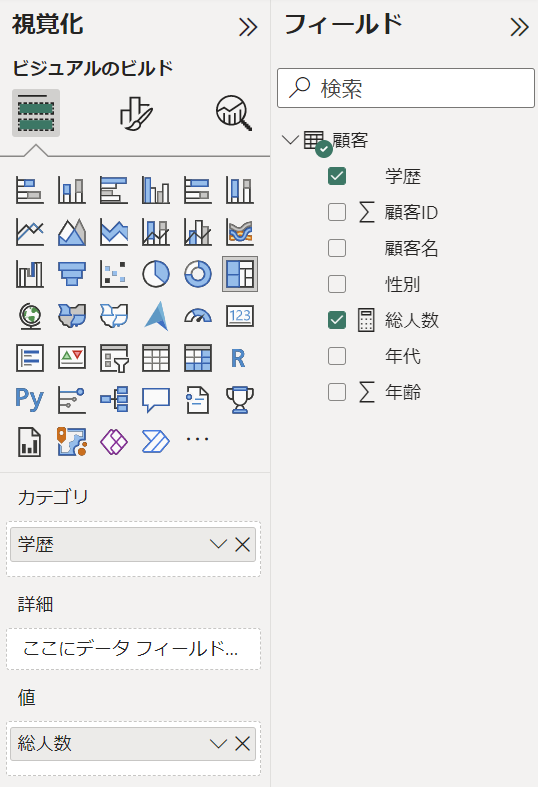 視覚化
ビジュアルのビルド
123
R
Py
カテゴリ
学歴
詳細
ここにデータ フィールド...
値
総人数
フィールド
検索
顧客
学歴
顧客ID
顧客名
性別
総人数
年代
年齢